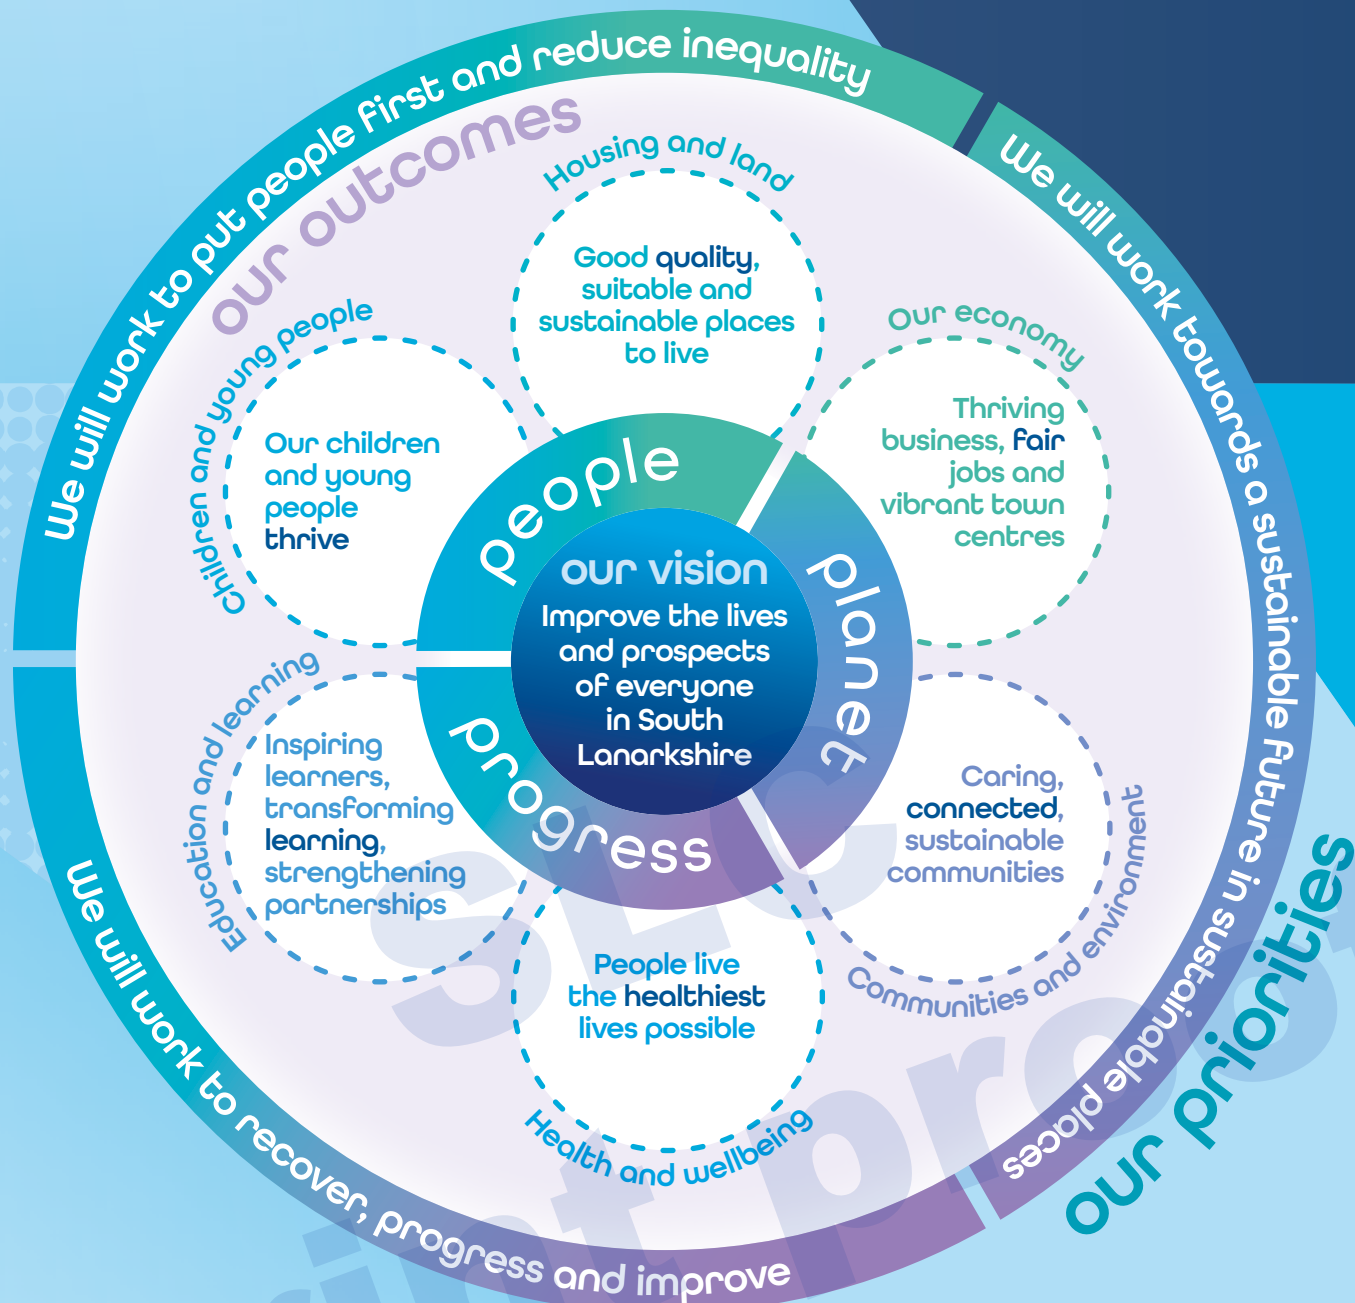 We will work to put people first and reduce inequality
We will work towards a sustainable future in sustainable places
We will work to recover, progress and improve
our priorities
our outcomes
Housing and land
Good quality,
suitable and
sustainable places
to live
Our economy
Thriving
business, fair
jobs and
vibrant town
centres
Communities and environment
Caring,
connected,
sustainable
communities
Health and wellbeing
People live
the healthiest
lives possible
Education and learning
Inspiring
learners,
transforming
learning,
strengthening
partnerships
Children and young people
Our children
and young
people
thrive
people
planet
progress
our vision
Improve the lives
and prospects
of everyone
in South
Lanarkshire
SLC